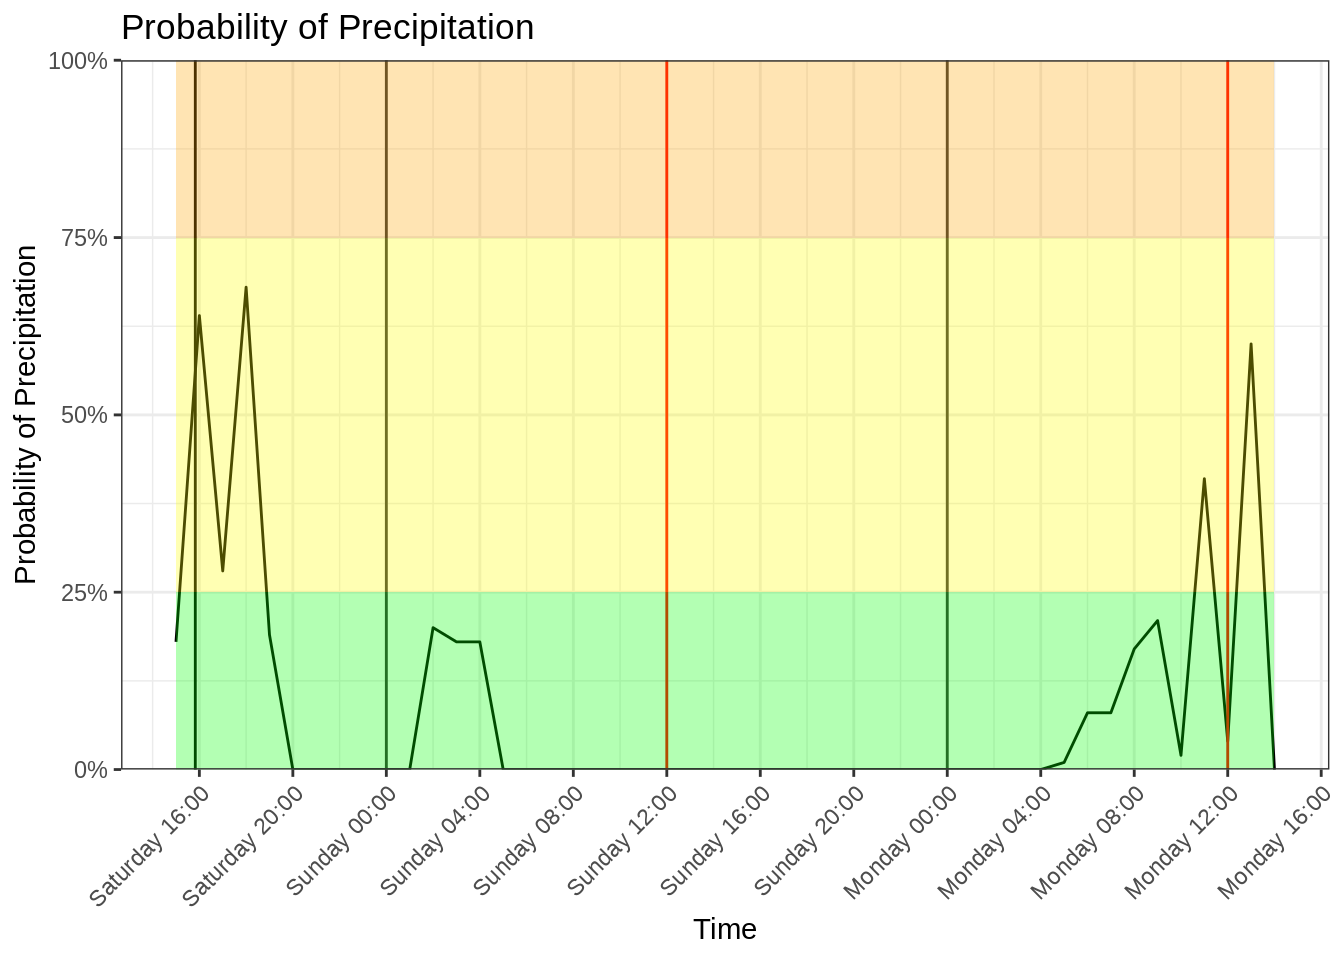 Probability of Precipitation
Probability of Precipitation
100%
75%
50%
25%
0%
Saturday 16:00
Saturday 20:00
Sunday 00:00
Sunday 04:00
Sunday 08:00
Sunday 12:00
Sunday 16:00
Sunday 20:00
Monday 00:00
Monday 04:00
Monday 08:00
Monday 12:00
Monday 16:00
Time